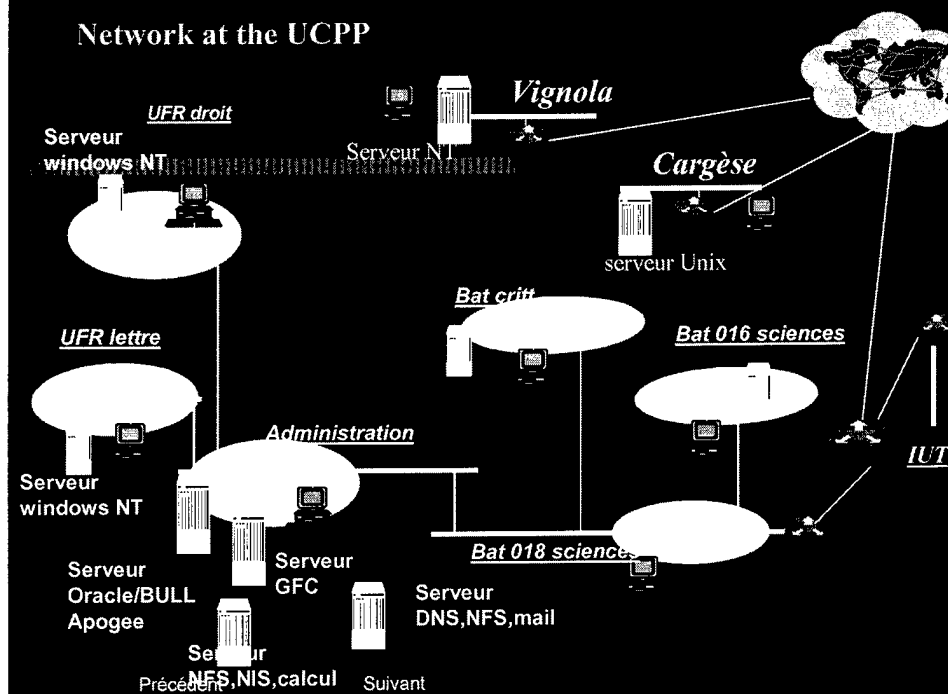 Network at the UCPP
UFR droit
Vignola
Serveur
windows NT
Serveur NT
Cargèse
serveur Unix
Bat critt
UFR lettre
Bat 016 sciences
Administration
IUT
Serveur
windows NT
Bat 018 sciences
Serveur
Oracle/BULL
Apogee
Serveur
GFC
Serveur
DNS,NFS,mail
Serveur
NFS,NIS,calcul
Précédent
Suivant